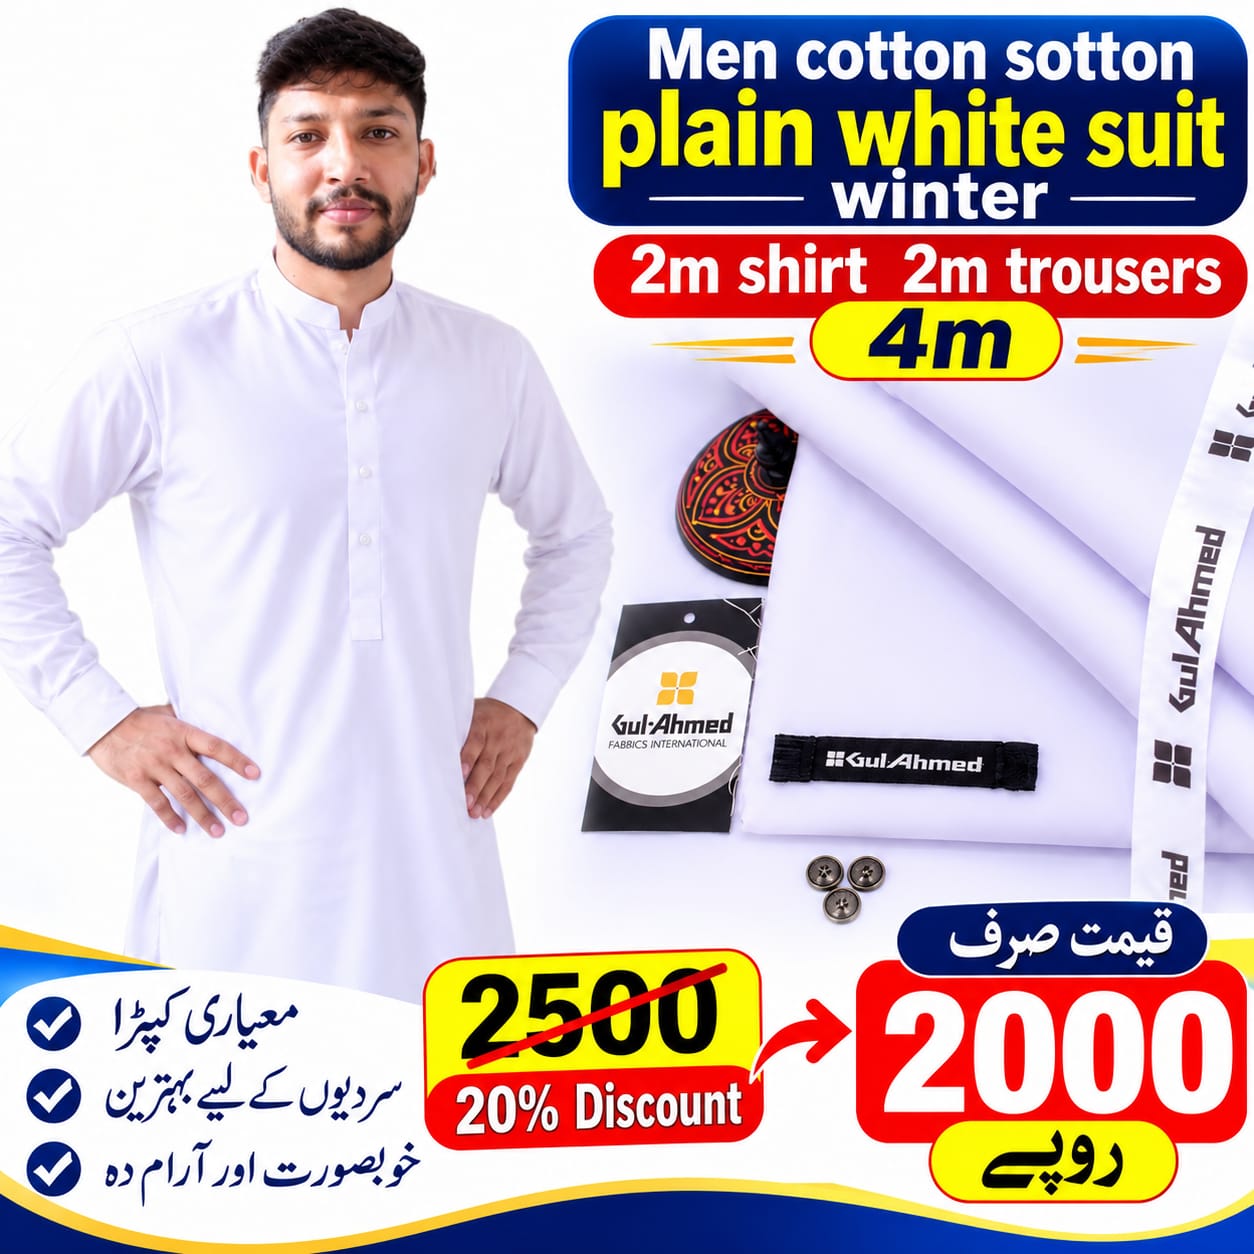 Men cotton sotton
plain white suit
winter
2m shirt 2m trousers
4m
Gul Ahmed
Gul·Ahmed
FABBICS INTERNATIONAL
Gul Ahmed
قیمت صرف
2500
2000
20% Discount
روپے
معیاری کپڑا
سردیوں کے لیے بہترین
خوبصورت اور آرام دہ